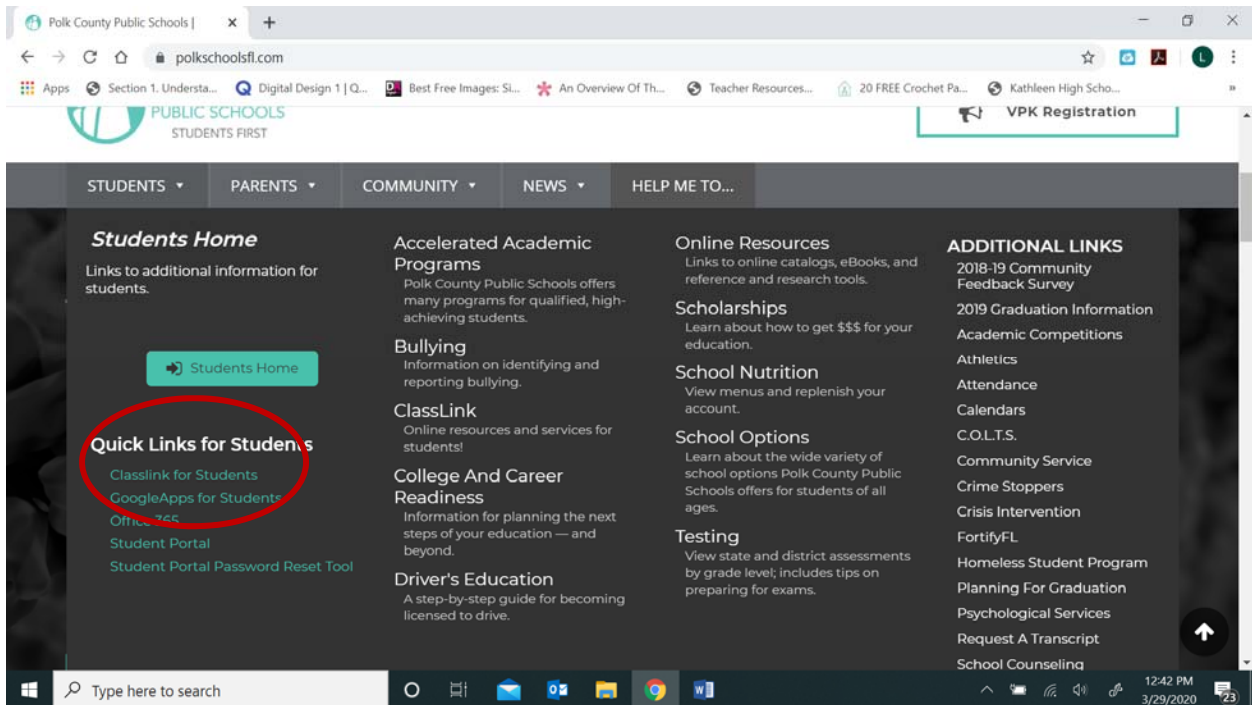 Polk County Public Schools |
polkschoolsfl.com
L
Apps Section 1. Understa... Digital Design 1 | Q... Best Free Images: Si... An Overview Of Th... Teacher Resources... 20 FREE Crochet Pa... Kathleen High Scho... »
PUBLIC SCHOOLS
STUDENTS FIRST
VPK Registration
STUDENTS PARENTS COMMUNITY NEWS HELP ME TO...
Students Home
Links to additional information for
students.
Students Home
Quick Links for Students
Classlink for Students
GoogleApps for Students
Office 365
Student Portal
Student Portal Password Reset Tool
Accelerated Academic
Programs
Polk County Public Schools offers
many programs for qualified, high-
achieving students.
Bullying
Information on identifying and
reporting bullying.
ClassLink
Online resources and services for
students!
College And Career
Readiness
Information for planning the next
steps of your education — and
beyond.
Driver's Education
A step-by-step guide for becoming
licensed to drive.
Online Resources
Links to online catalogs, eBooks, and
reference and research tools.
Scholarships
Learn about how to get $$$ for your
education.
School Nutrition
View menus and replenish your
account.
School Options
Learn about the wide variety of
school options Polk County Public
Schools offers for students of all
ages.
Testing
View state and district assessments
by grade level; includes tips on
preparing for exams.
ADDITIONAL LINKS
2018-19 Community
Feedback Survey
2019 Graduation Information
Academic Competitions
Athletics
Attendance
Calendars
C.O.L.T.S.
Community Service
Crime Stoppers
Crisis Intervention
FortifyFL
Homeless Student Program
Planning For Graduation
Psychological Services
Request A Transcript
School Counseling
Type here to search
12:42 PM
3/29/2020
23